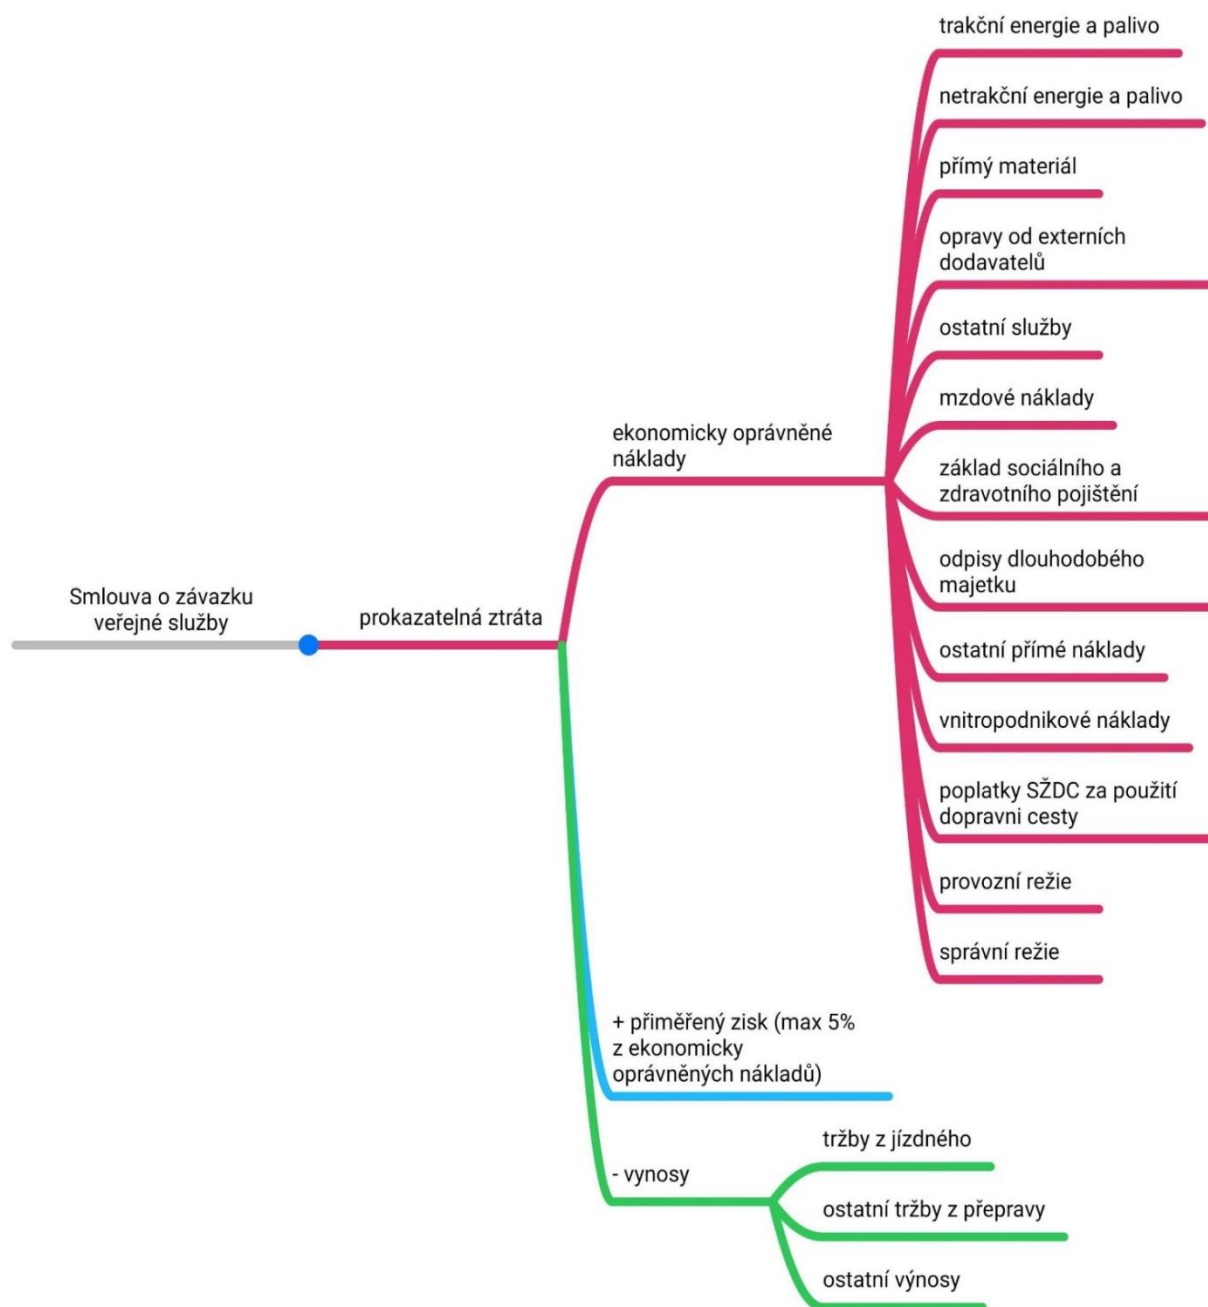 Smlouva o závazku
veřejné služby
prokazatelná ztráta
ekonomicky oprávněné
náklady
trakční energie a palivo
netrakční energie a palivo
přímý materiál
opravy od externích
dodavatelů
ostatní služby
mzdové náklady
základ sociálního a
zdravotního pojištění
odpisy dlouhodobého
majetku
ostatní přímé náklady
vnitropodnikové náklady
poplatky SŽDC za použití
dopravni cesty
provozní režie
správní režie
+ přiměřený zisk (max 5%
z ekonomicky
oprávněných nákladů)
- vynosy
tržby z jízdného
ostatní tržby z přepravy
ostatní výnosy